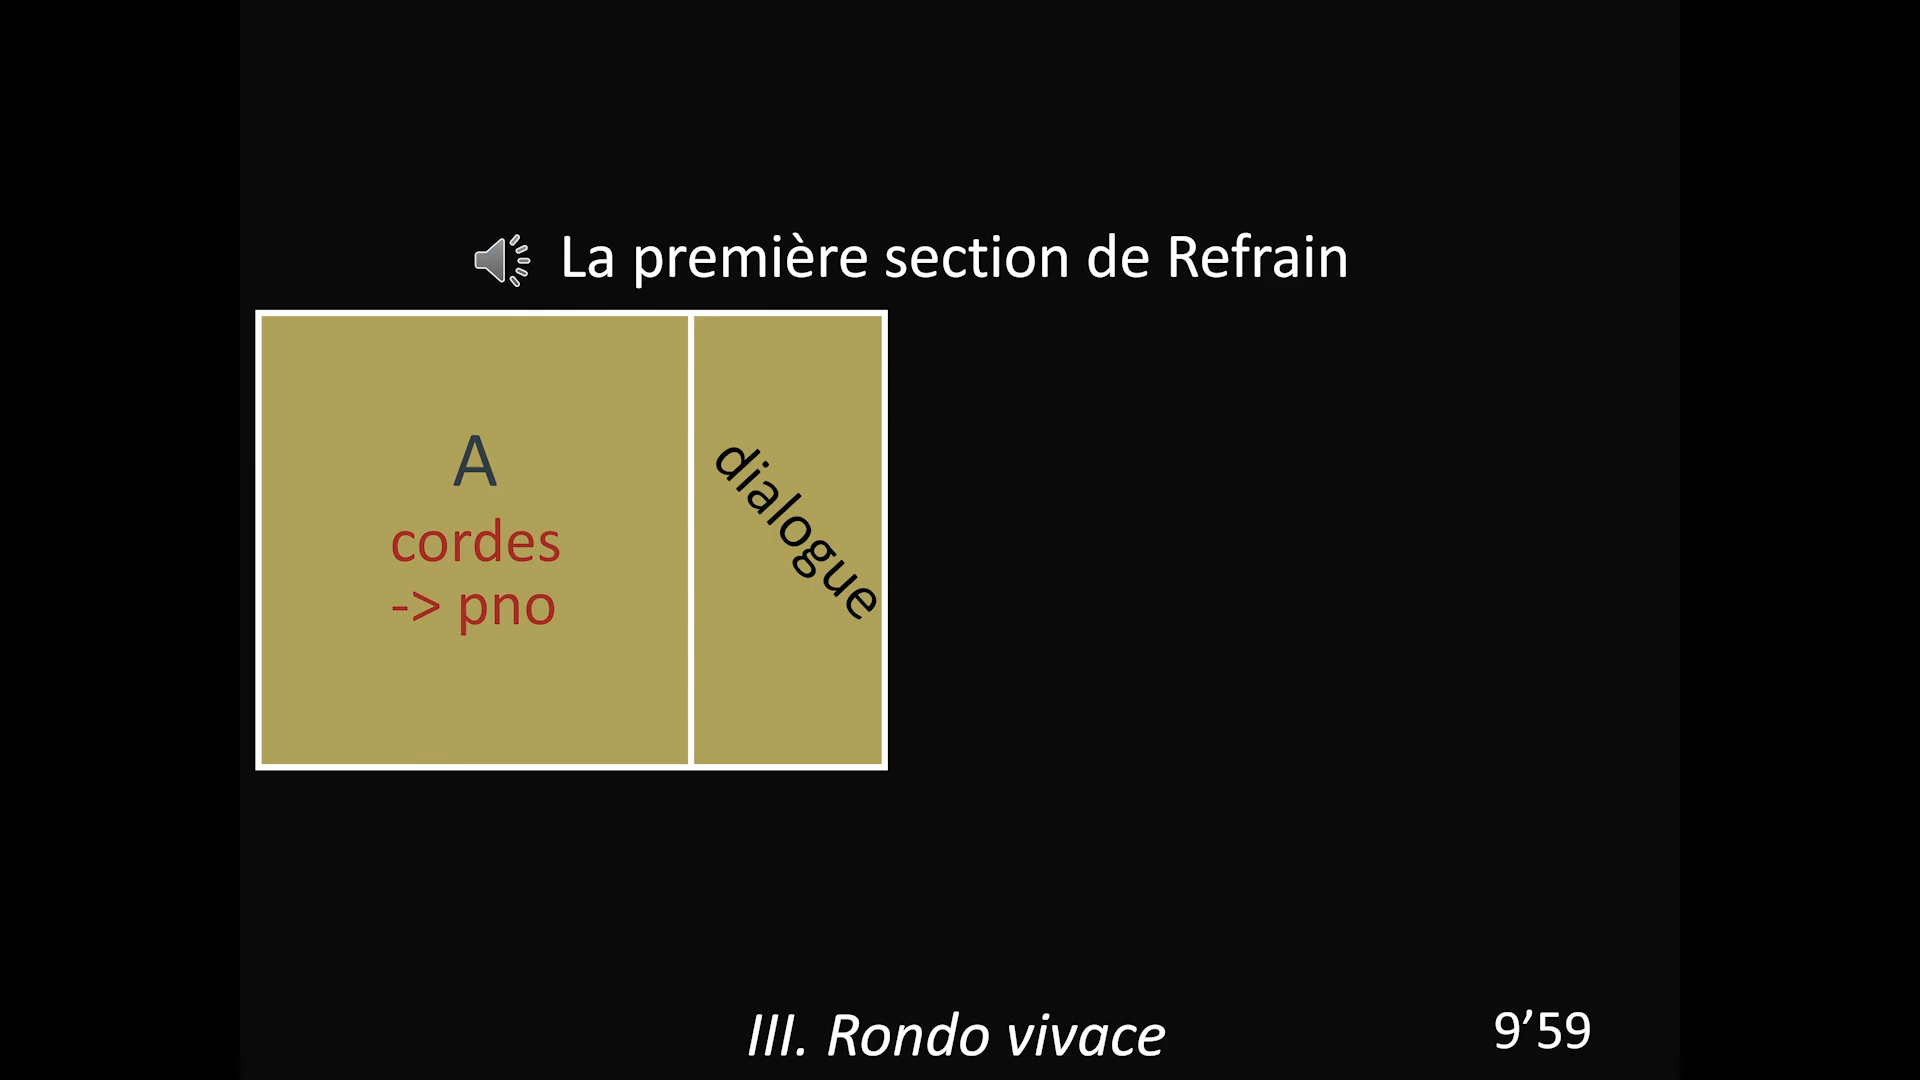 La première section de Refrain
A
cordes
-> pno
dialogue
III. Rondo vivace
9’59